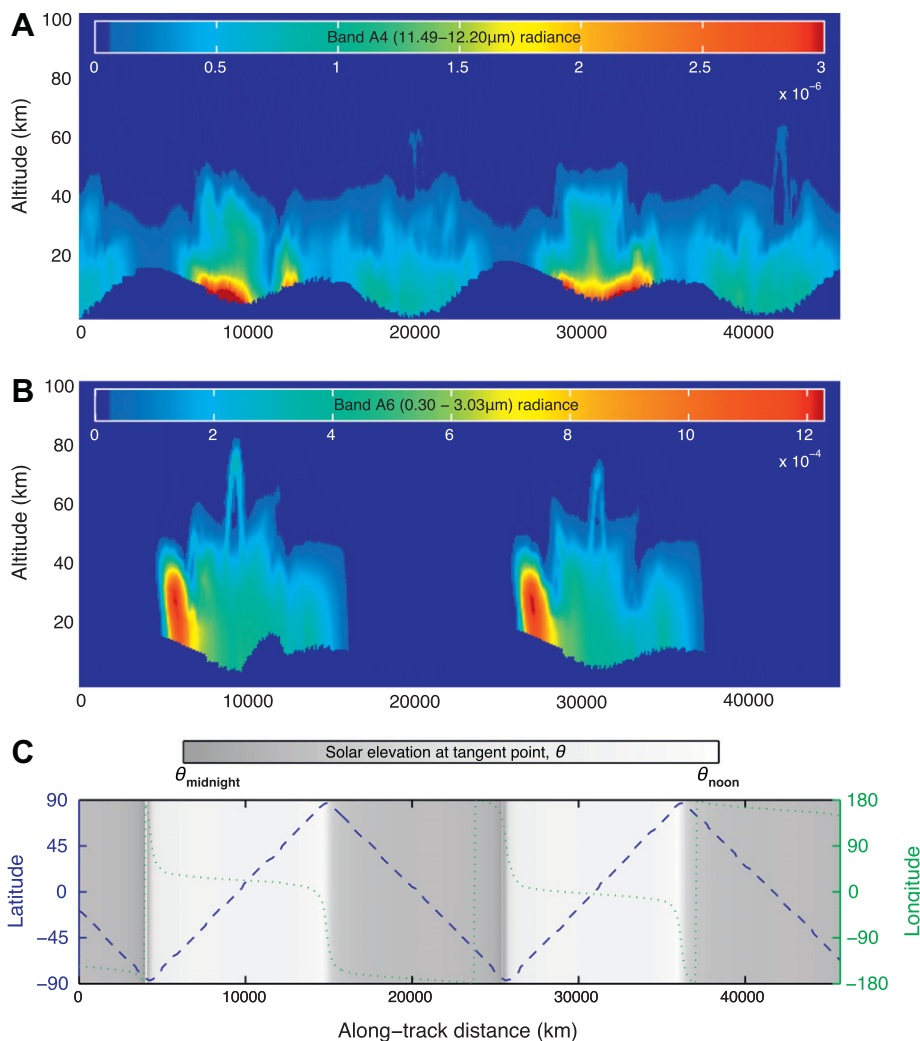 A
Band A4 (11.49−12.20µm) radiance
0 0.5 1 1.5 2 2.5 3
x 10⁻⁶
100
80
60
40
20
Altitude (km)
0 10000 20000 30000 40000
B
Band A6 (0.30 − 3.03µm) radiance
0 2 4 6 8 10 12
x 10⁻⁴
100
80
60
40
20
Altitude (km)
0 10000 20000 30000 40000
C
Solar elevation at tangent point, θ
θmidnight θnoon
90 180
45 90
0 0
−45 −90
−90 −180
Latitude
Longitude
0 10000 20000 30000 40000
Along−track distance (km)